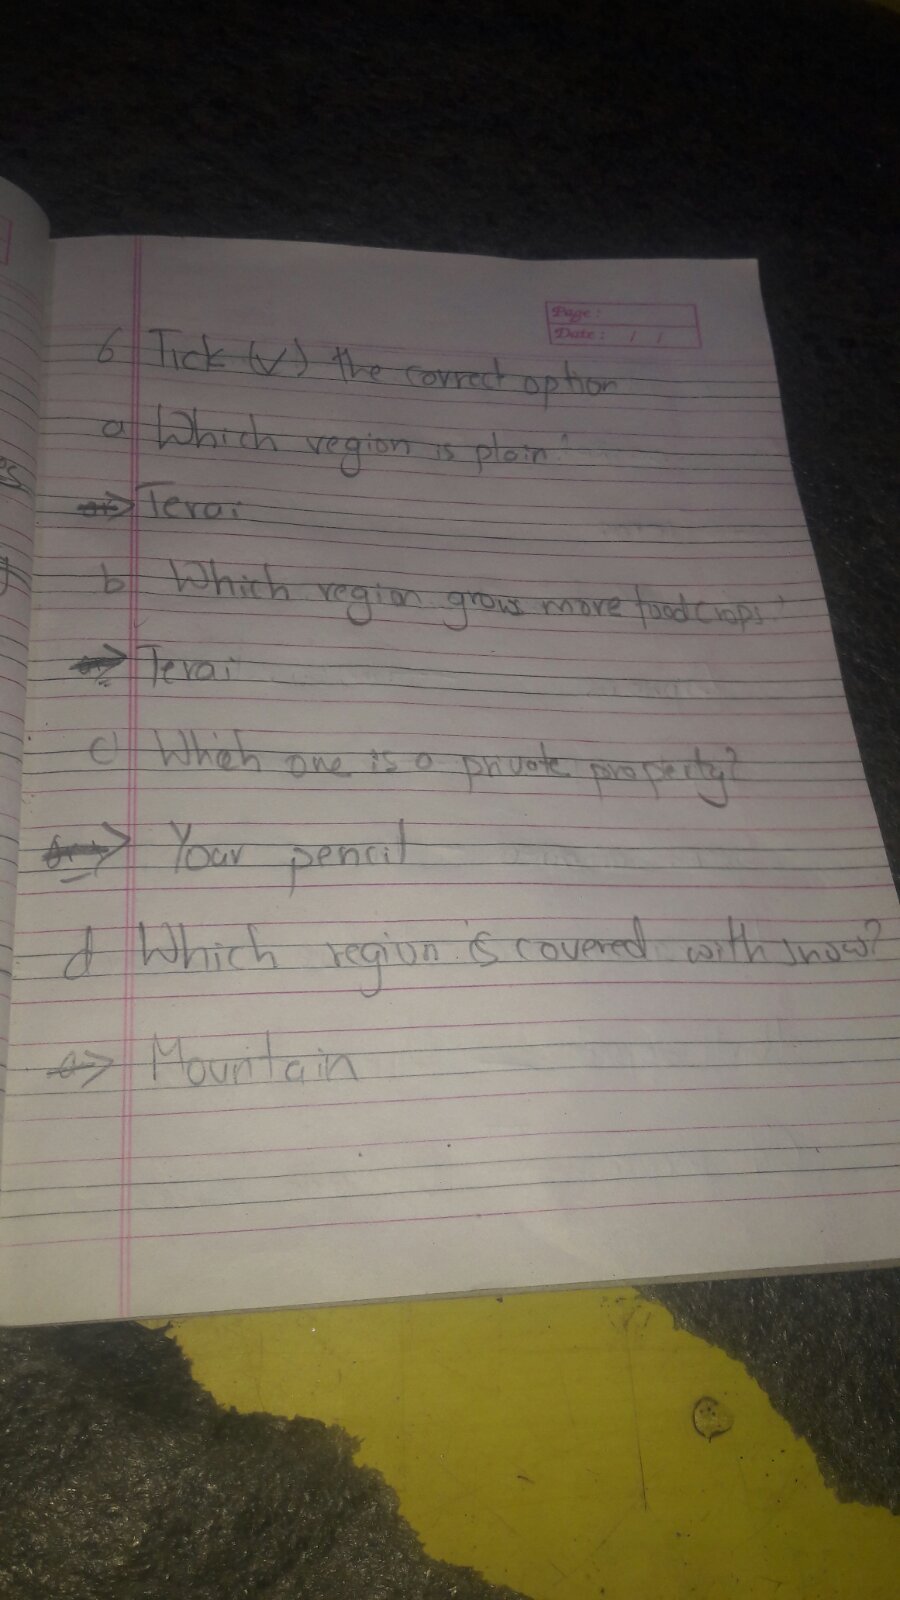 Page:
Date: / /
6 Tick (√) the correct option
a Which region is plain?
⇒ Terai
b Which region grows more food crops?
⇒ Terai
c Which one is a private property?
⇒ Your pencil
d Which region is covered with snow?
⇒ Mountain
es